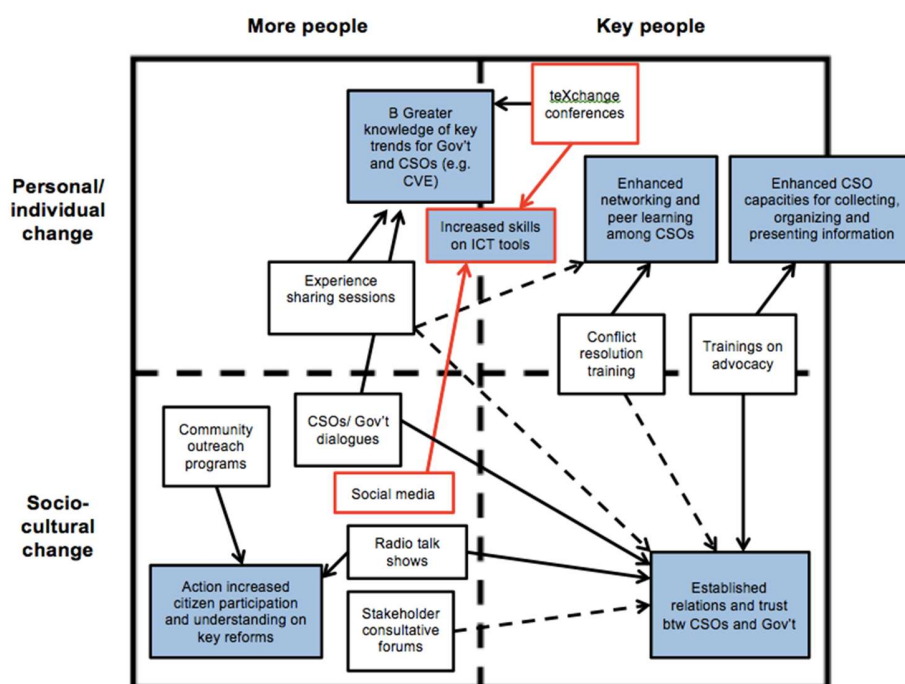 More people
Key people
teXchange
conferences
B Greater
knowledge of key
trends for Gov't
and CSOs (e.g.
CVE)
Personal/
individual
change
Enhanced
networking and
peer learning
among CSOs
Enhanced CSO
capacities for collecting,
organizing and
presenting information
Increased skills
on ICT tools
Experience
sharing sessions
Conflict
resolution
training
Trainings on
advocacy
Community
outreach
programs
CSOs/ Gov't
dialogues
Social media
Socio-
cultural
change
Radio talk
shows
Action increased
citizen participation
and understanding on
key reforms
Established
relations and trust
btw CSOs and Gov't
Stakeholder
consultative
forums